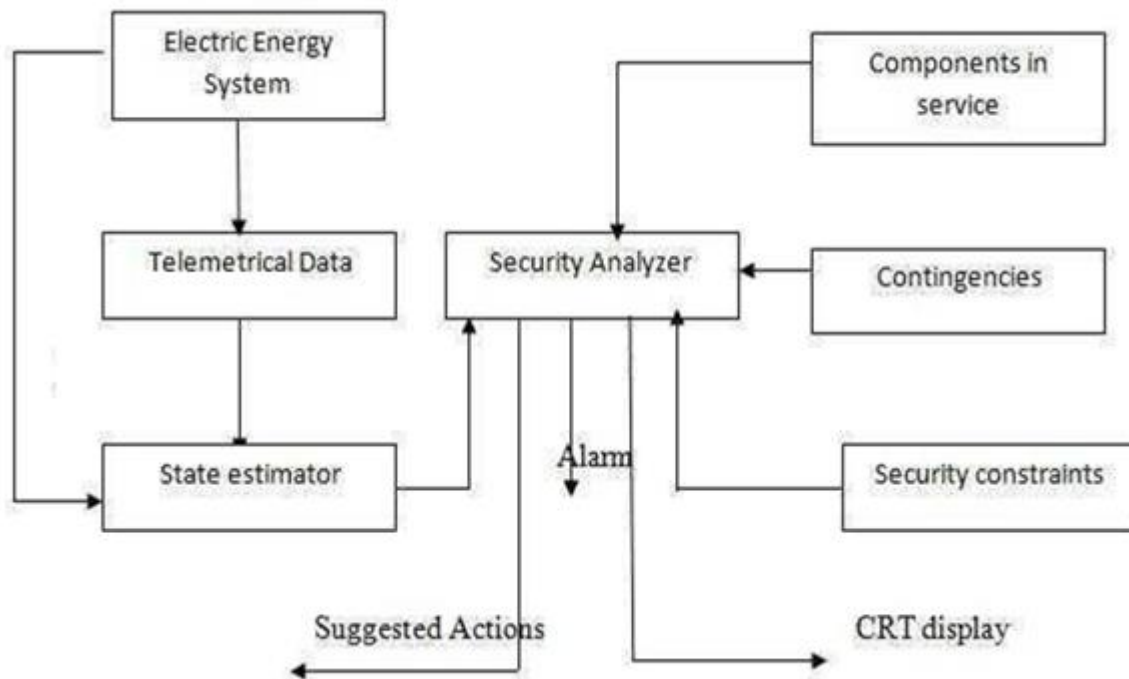 Electric Energy
System
Components in
service
Telemetrical Data
Security Analyzer
Contingencies
Alarm
State estimator
Security constraints
Suggested Actions
CRT display